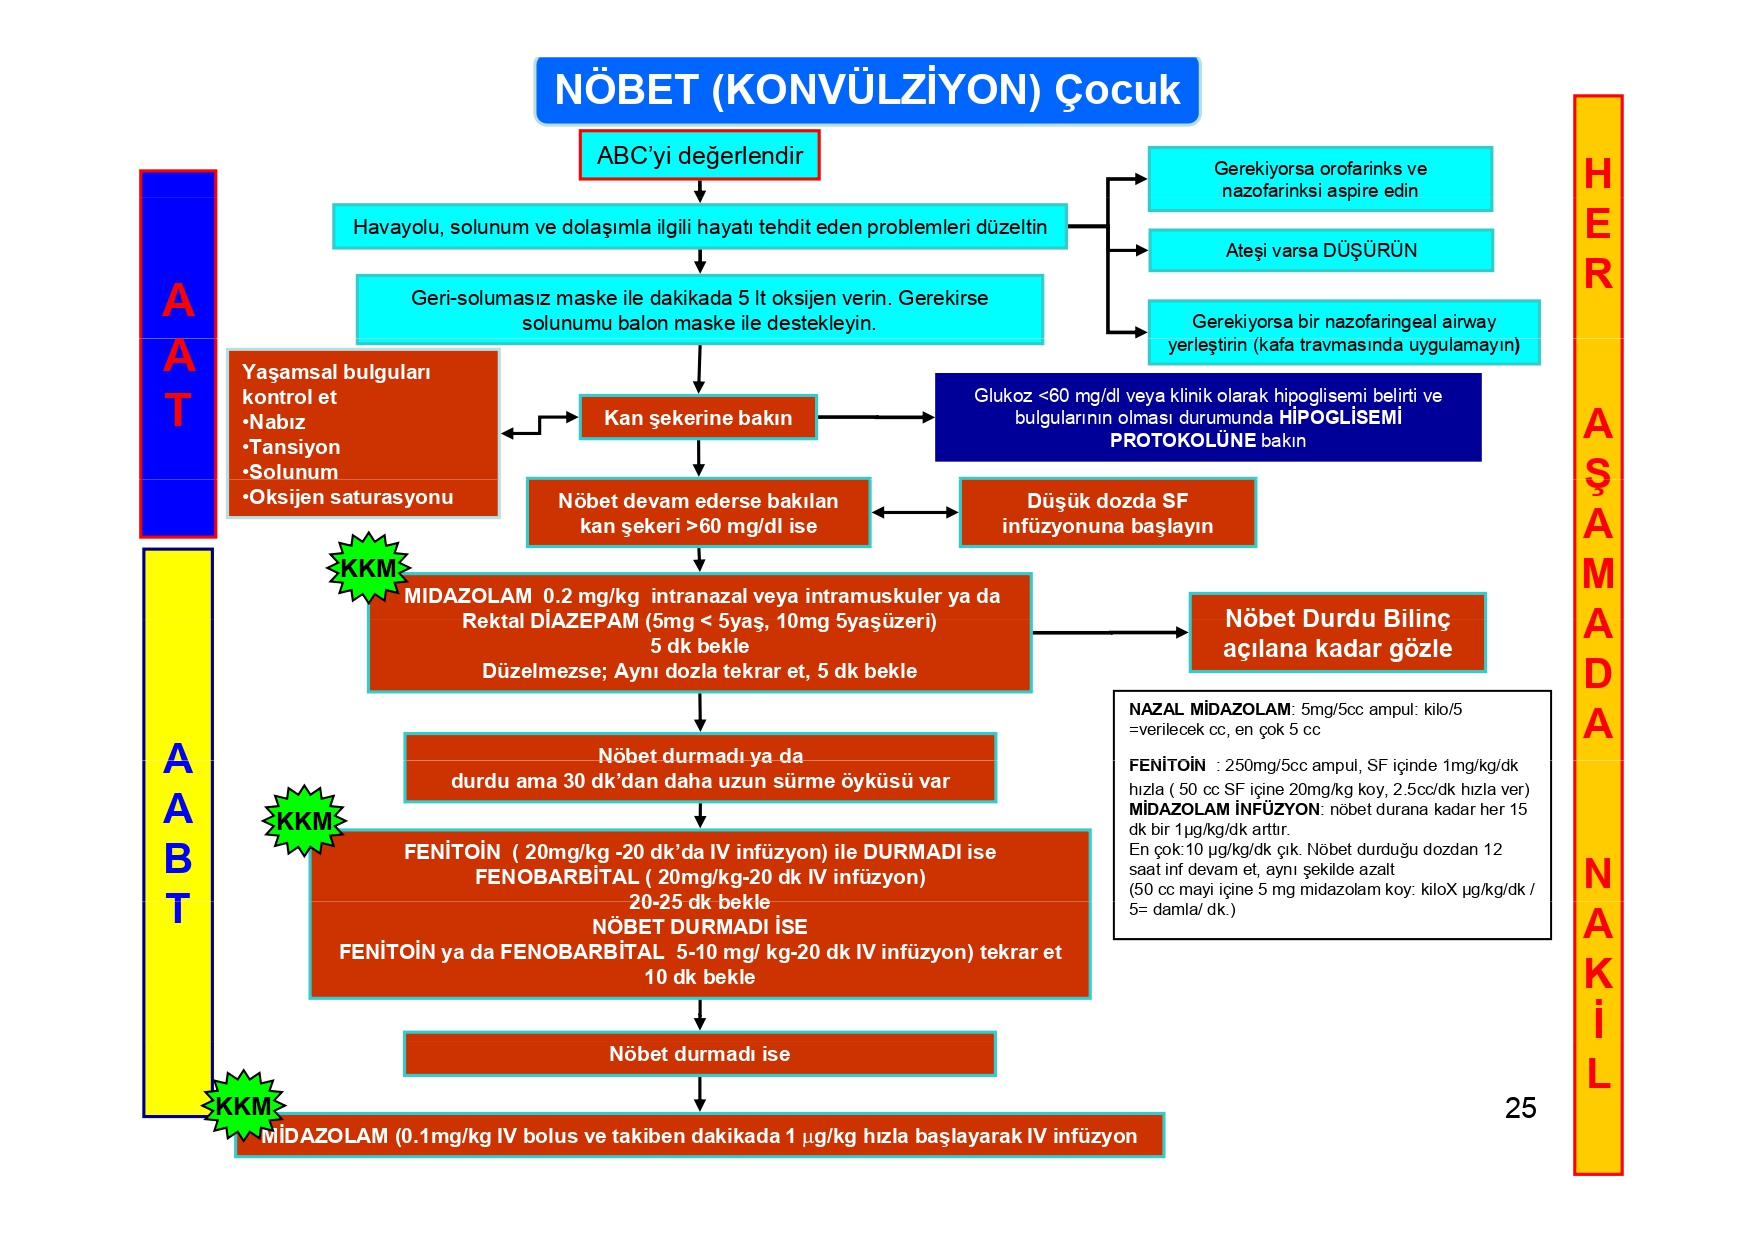 NÖBET (KONVÜLZİYON) Çocuk
ABC’yi değerlendir
Havayolu, solunum ve dolaşımla ilgili hayatı tehdit eden problemleri düzeltin
Gerekiyorsa orofarinks ve
nazofarinksi aspire edin
Ateşi varsa DÜŞÜRÜN
Gerekiyorsa bir nazofaringeal airway
yerleştirin (kafa travmasında uygulamayın)
Geri-solumasız maske ile dakikada 5 lt oksijen verin. Gerekirse
solunumu balon maske ile destekleyin.
A
A
T
Yaşamsal bulguları
kontrol et
•Nabız
•Tansiyon
•Solunum
•Oksijen saturasyonu
Kan şekerine bakın
Glukoz <60 mg/dl veya klinik olarak hipoglisemi belirti ve
bulgularının olması durumunda HİPOGLİSEMİ
PROTOKOLÜNE bakın
Nöbet devam ederse bakılan
kan şekeri >60 mg/dl ise
Düşük dozda SF
infüzyonuna başlayın
KKM
MIDAZOLAM 0.2 mg/kg intranazal veya intramuskuler ya da
Rektal DİAZEPAM (5mg < 5yaş, 10mg 5yaşüzeri)
5 dk bekle
Düzelmezse; Aynı dozla tekrar et, 5 dk bekle
Nöbet Durdu Bilinç
açılana kadar gözle
A
A
B
T
Nöbet durmadı ya da
durdu ama 30 dk’dan daha uzun sürme öyküsü var
KKM
FENİTOİN ( 20mg/kg -20 dk’da IV infüzyon) ile DURMADI ise
FENOBARBİTAL ( 20mg/kg-20 dk IV infüzyon)
20-25 dk bekle
NÖBET DURMADI İSE
FENİTOİN ya da FENOBARBİTAL 5-10 mg/ kg-20 dk IV infüzyon) tekrar et
10 dk bekle
NAZAL MİDAZOLAM: 5mg/5cc ampul: kilo/5
=verilecek cc, en çok 5 cc
FENİTOİN : 250mg/5cc ampul, SF içinde 1mg/kg/dk
hızla ( 50 cc SF içine 20mg/kg koy, 2.5cc/dk hızla ver)
MİDAZOLAM İNFÜZYON: nöbet durana kadar her 15
dk bir 1µg/kg/dk arttır.
En çok:10 µg/kg/dk çık. Nöbet durduğu dozdan 12
saat inf devam et, aynı şekilde azalt
(50 cc mayi içine 5 mg midazolam koy: kiloX µg/kg/dk /
5= damla/ dk.)
Nöbet durmadı ise
KKM
MİDAZOLAM (0.1mg/kg IV bolus ve takiben dakikada 1 µg/kg hızla başlayarak IV infüzyon
25
H
E
R
A
Ş
A
M
A
D
A
N
A
K
İ
L